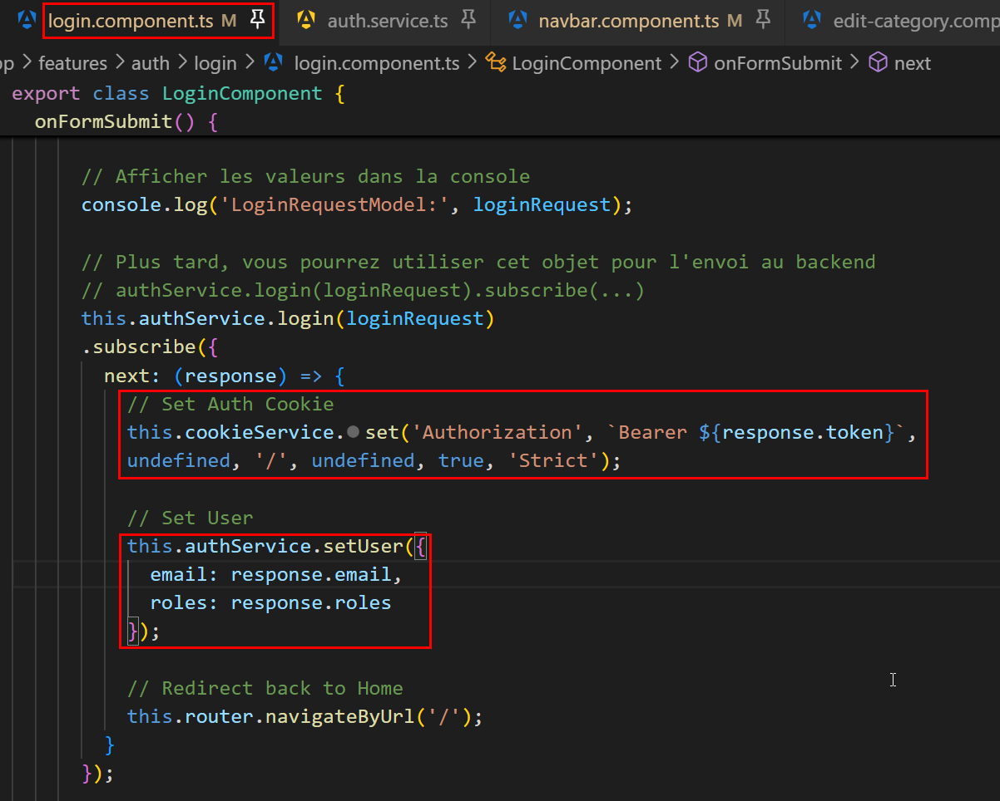 login.component.ts M auth.service.ts navbar.component.ts M edit-category.comp
pp > features > auth > login > login.component.ts > LoginComponent > onFormSubmit > next
export class LoginComponent {
onFormSubmit() {
// Afficher les valeurs dans la console
console.log('LoginRequestModel:', loginRequest);
// Plus tard, vous pourrez utiliser cet objet pour l'envoi au backend
// authService.login(loginRequest).subscribe(...)
this.authService.login(loginRequest)
.subscribe({
next: (response) => {
// Set Auth Cookie
this.cookieService.set('Authorization', `Bearer ${response.token}`,
undefined, '/', undefined, true, 'Strict');
// Set User
this.authService.setUser({
email: response.email,
roles: response.roles
});
// Redirect back to Home
this.router.navigateByUrl('/');
}
});